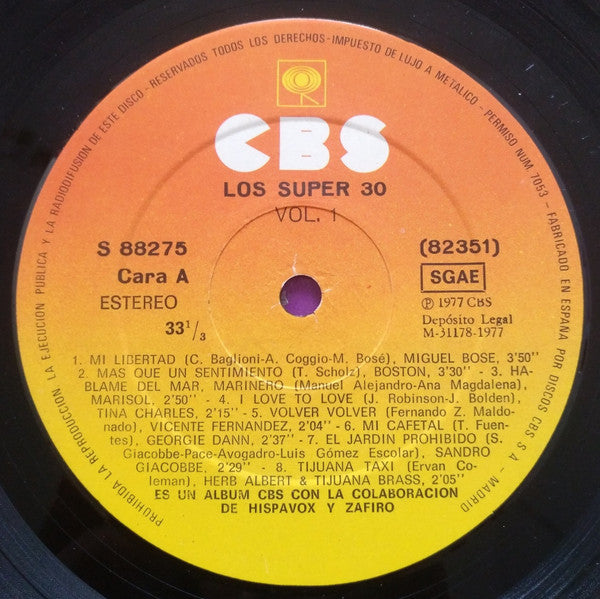 RESERVADOS TODOS LOS DERECHOS-IMPUESTO DE LUJO A METALICO - PERMISO NUM. 7053 - FABRICADO EN ESPAÑA POR DISCOS CBS S A - MADRID
PROHIBIDA LA REPRODUCCION LA EJECUCION PUBLICA Y LA RADIODIFUSION DE ESTE DISCO-
CBS
LOS SUPER 30
VOL. 1
S 88275
(82351)
Cara A
SGAE
ESTEREO
℗ 1977 CBS
33 1/3
Depósito Legal
M-31178-1977
1. MI LIBERTAD (C. Baglioni-A. Coggio-M. Bosé), MIGUEL BOSE, 3'50''
2. MAS QUE UN SENTIMIENTO (T. Scholz), BOSTON, 3'30'' - 3. HA-
BLAME DEL MAR, MARINERO (Manuel Alejandro-Ana Magdalena),
MARISOL, 2'50'' - 4. I LOVE TO LOVE (J. Robinson-J. Bolden),
TINA CHARLES, 2'15''- 5. VOLVER VOLVER (Fernando Z. Maldo-
nado), VICENTE FERNANDEZ, 2'04'' - 6. MI CAFETAL (T. Fuen-
tes), GEORGIE DANN, 2'37'' - 7. EL JARDIN PROHIBIDO (S.
Giacobbe-Pace-Avogadro-Luis Gómez Escolar), SANDRO
GIACOBBE, 2'29'' - 8. TIJUANA TAXI (Ervan Co-
leman), HERB ALBERT & TIJUANA BRASS, 2'05''
ES UN ALBUM CBS CON LA COLABORACION
DE HISPAVOX Y ZAFIRO